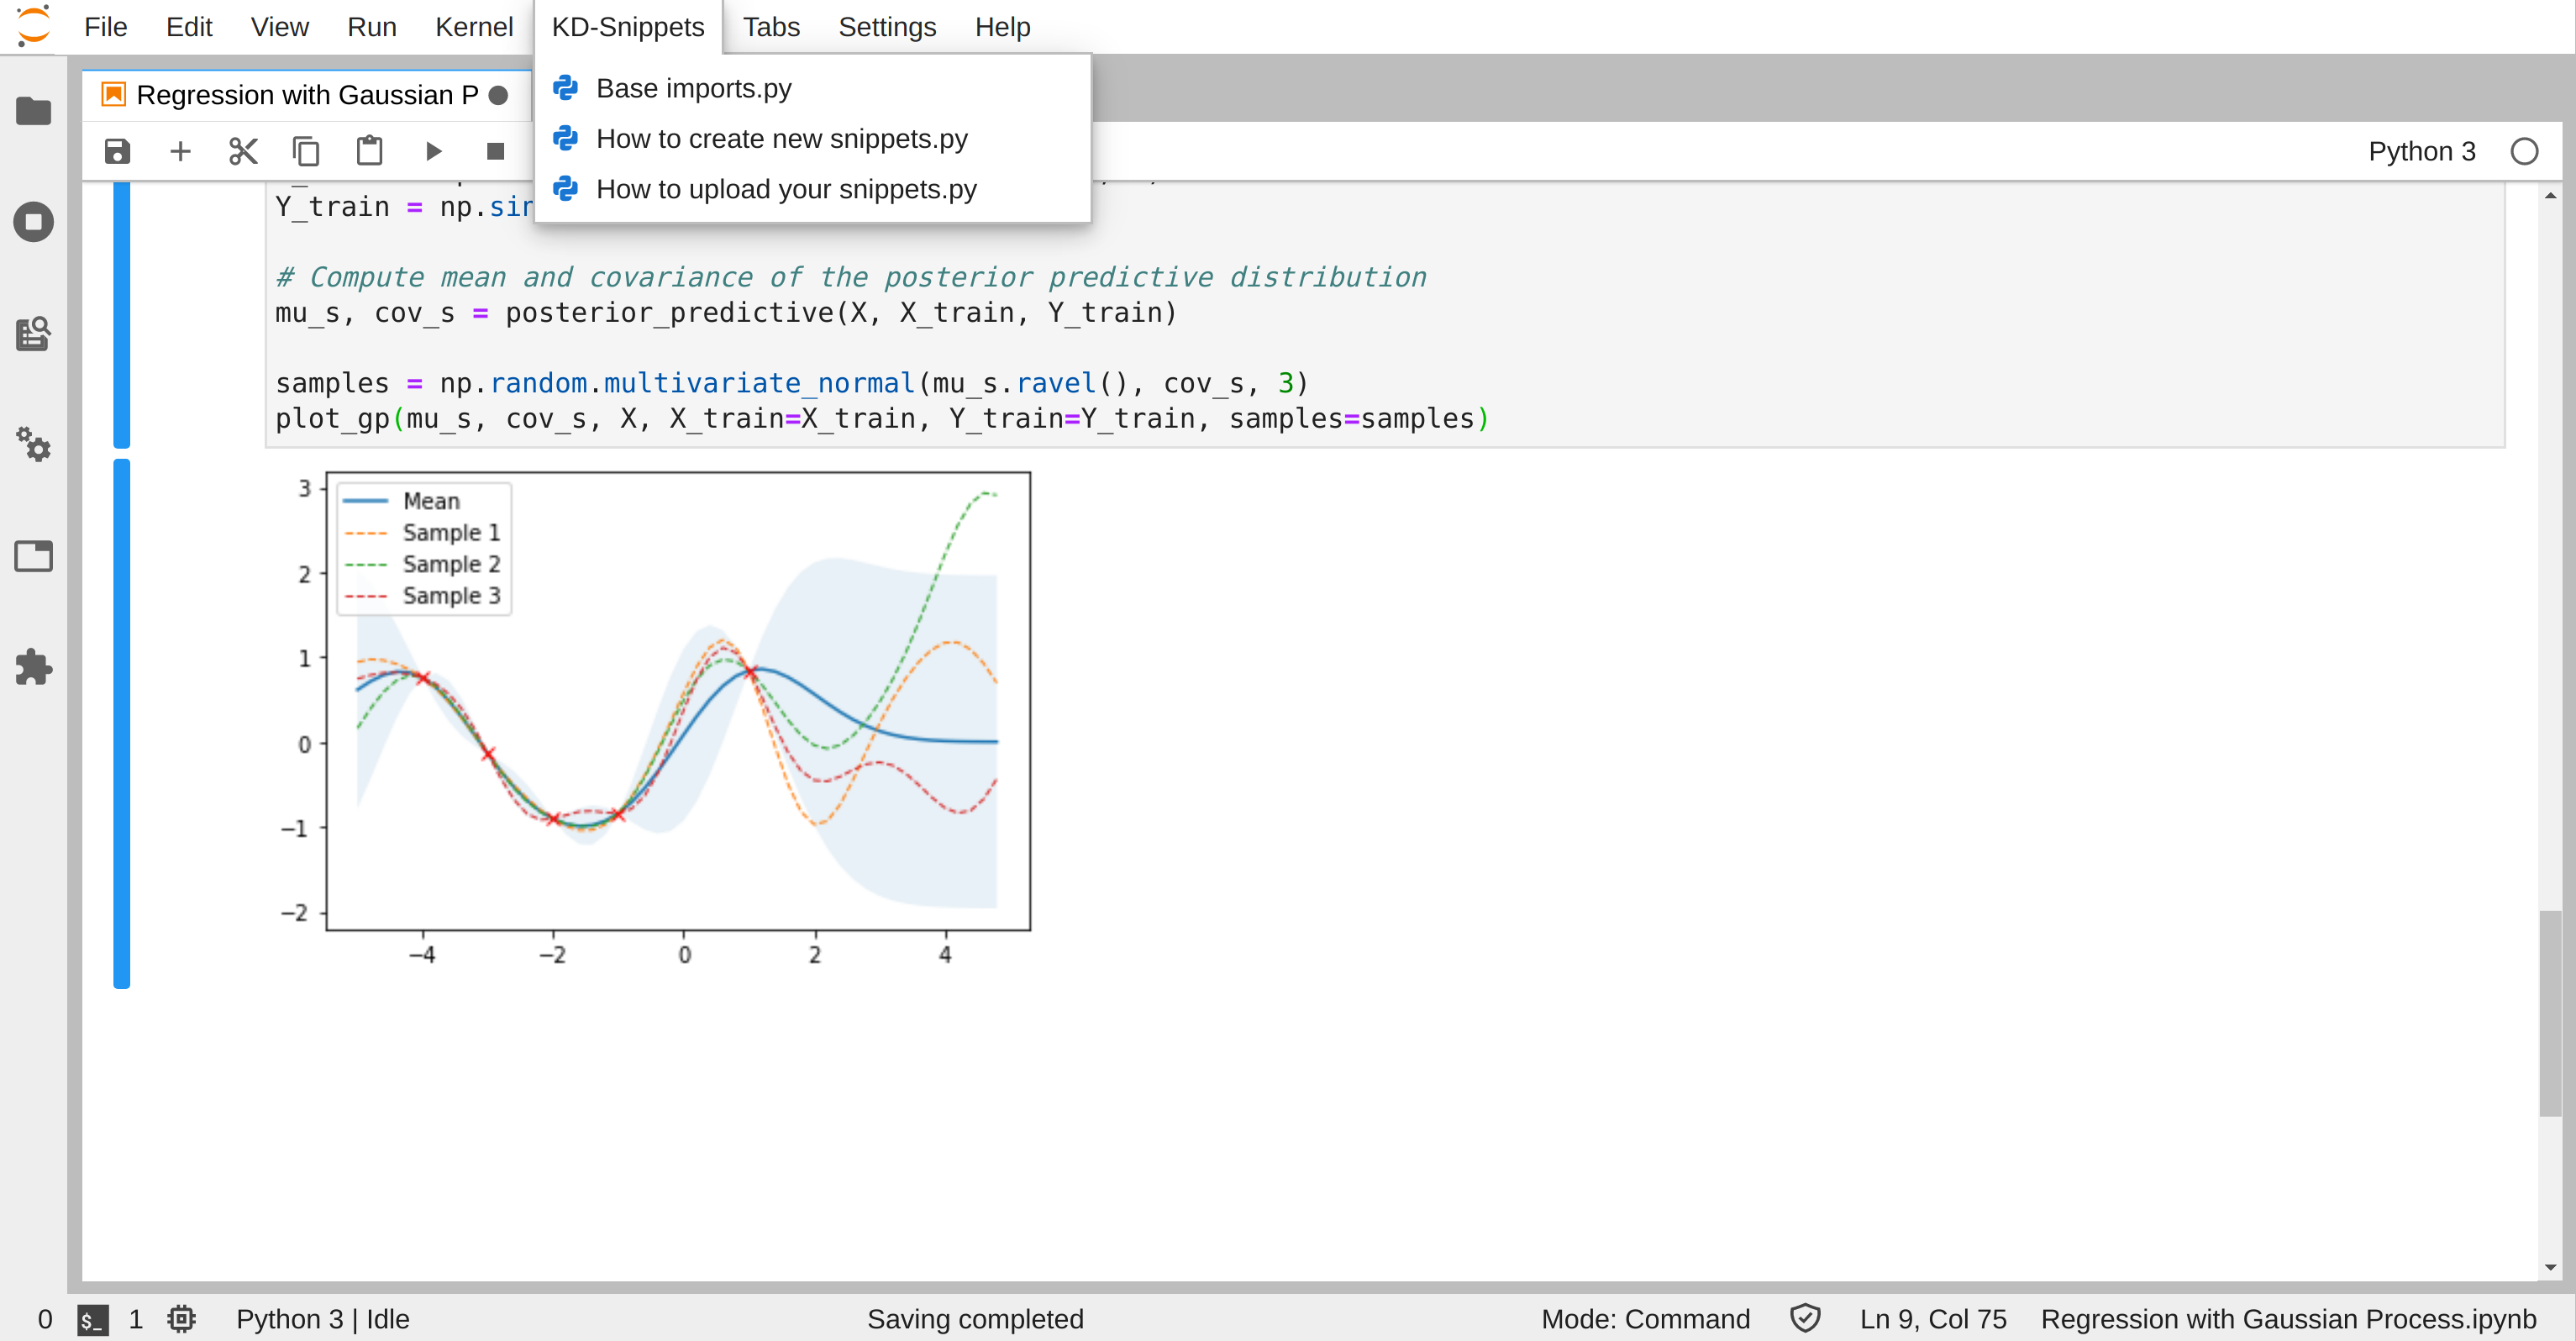 File Edit View Run Kernel KD-Snippets Tabs Settings Help
Base imports.py
How to create new snippets.py
How to upload your snippets.py
Regression with Gaussian P
Python 3
Y_train = np.sin
# Compute mean and covariance of the posterior predictive distribution
mu_s, cov_s = posterior_predictive(X, X_train, Y_train)
samples = np.random.multivariate_normal(mu_s.ravel(), cov_s, 3)
plot_gp(mu_s, cov_s, X, X_train=X_train, Y_train=Y_train, samples=samples)
Mean
Sample 1
Sample 2
Sample 3
3
2
1
0
−1
−2
−4 −2 0 2 4
0 $_ 1 Python 3 | Idle Saving completed Mode: Command Ln 9, Col 75 Regression with Gaussian Process.ipynb